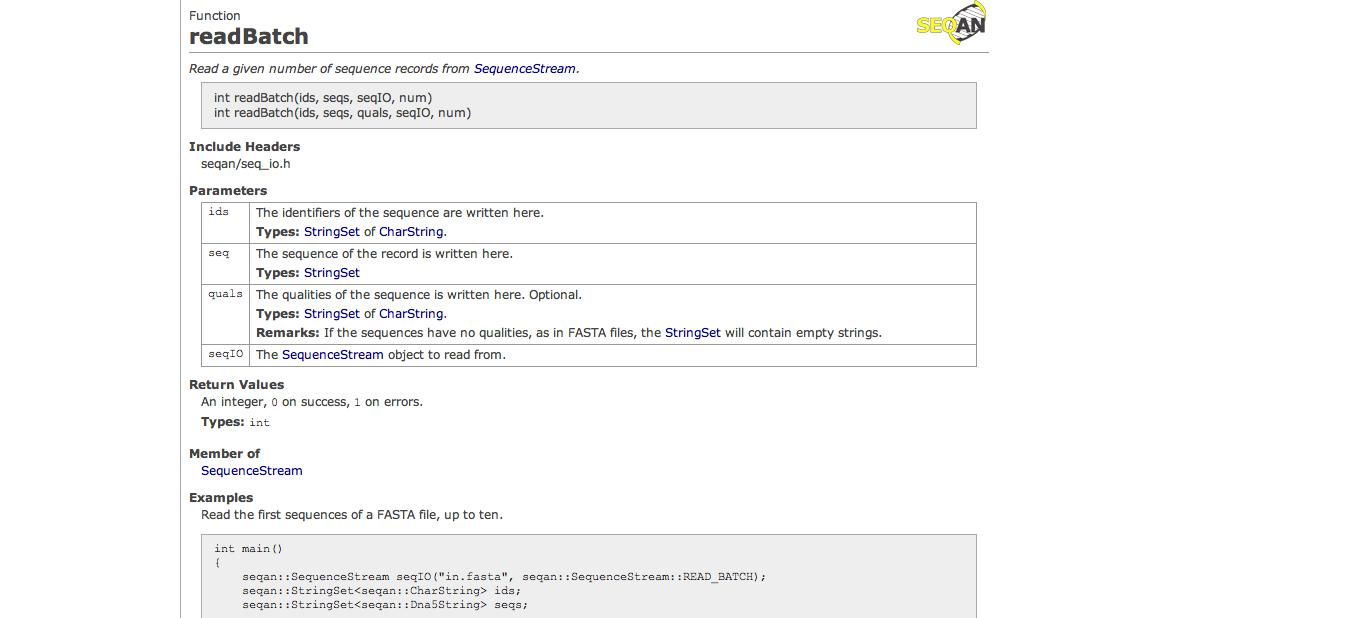 Function
readBatch
SEQAN
Read a given number of sequence records from SequenceStream.
int readBatch(ids, seqs, seqIO, num)
int readBatch(ids, seqs, quals, seqIO, num)
Include Headers
seqan/seq_io.h
Parameters
ids The identifiers of the sequence are written here.
Types: StringSet of CharString.
seq The sequence of the record is written here.
Types: StringSet
quals The qualities of the sequence is written here. Optional.
Types: StringSet of CharString.
Remarks: If the sequences have no qualities, as in FASTA files, the StringSet will contain empty strings.
seqIO The SequenceStream object to read from.
Return Values
An integer, 0 on success, 1 on errors.
Types: int
Member of
SequenceStream
Examples
Read the first sequences of a FASTA file, up to ten.
int main()
{
seqan::SequenceStream seqIO("in.fasta", seqan::SequenceStream::READ_BATCH);
seqan::StringSet<seqan::CharString> ids;
seqan::StringSet<seqan::Dna5String> seqs;